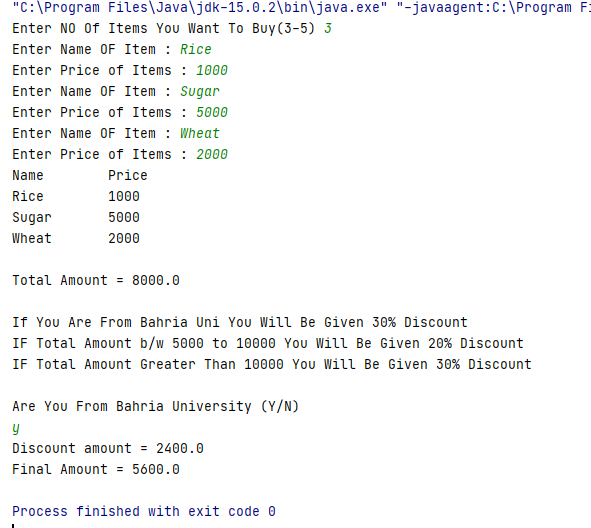 "C:\Program Files\Java\jdk-15.0.2\bin\java.exe" "-javaagent:C:\Program Fi
Enter NO Of Items You Want To Buy(3-5) 3
Enter Name OF Item : Rice
Enter Price of Items : 1000
Enter Name OF Item : Sugar
Enter Price of Items : 5000
Enter Name OF Item : Wheat
Enter Price of Items : 2000
Name        Price
Rice        1000
Sugar       5000
Wheat       2000
Total Amount = 8000.0
If You Are From Bahria Uni You Will Be Given 30% Discount
IF Total Amount b/w 5000 to 10000 You Will Be Given 20% Discount
IF Total Amount Greater Than 10000 You Will Be Given 30% Discount
Are You From Bahria University (Y/N)
y
Discount amount = 2400.0
Final Amount = 5600.0
Process finished with exit code 0